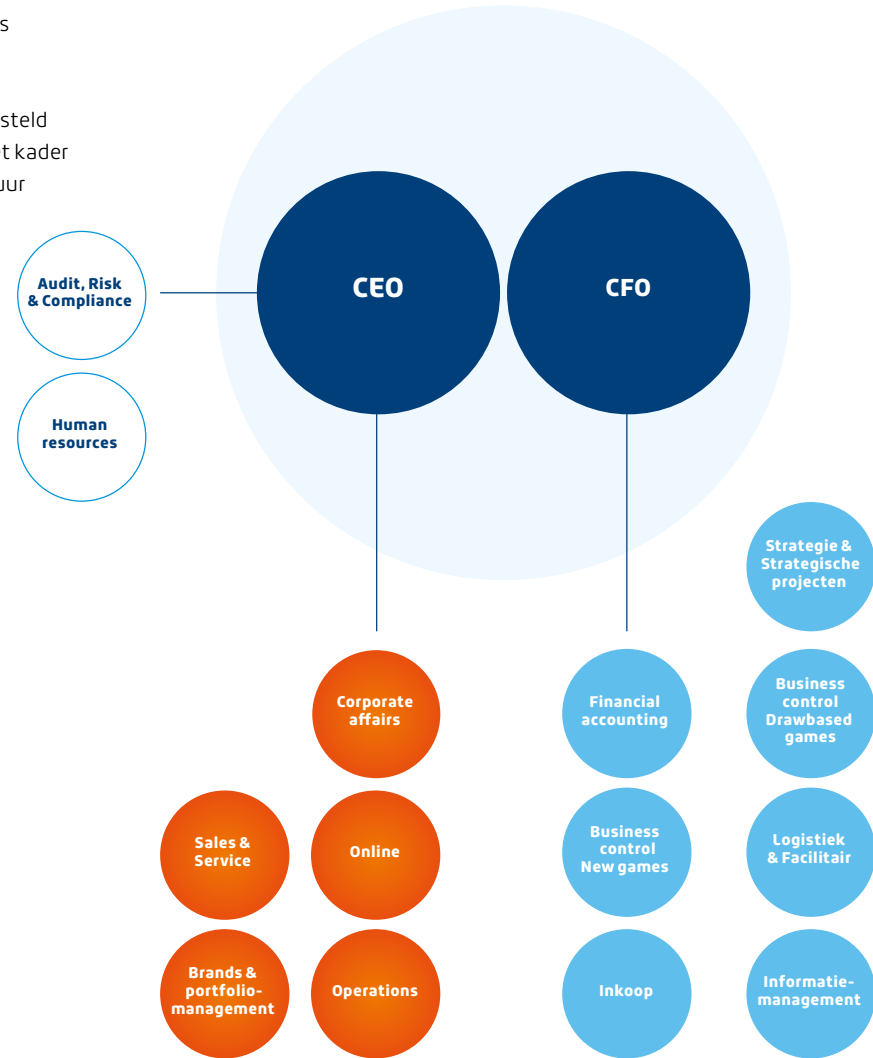 s
steld
t kader
uur
CEO
CFO
Audit, Risk
& Compliance
Human
resources
Strategie &
Strategische
projecten
Corporate
affairs
Financial
accounting
Business
control
Drawbased
games
Sales &
Service
Online
Business
control
New games
Logistiek
& Facilitair
Brands &
portfolio-
management
Operations
Inkoop
Informatie-
management